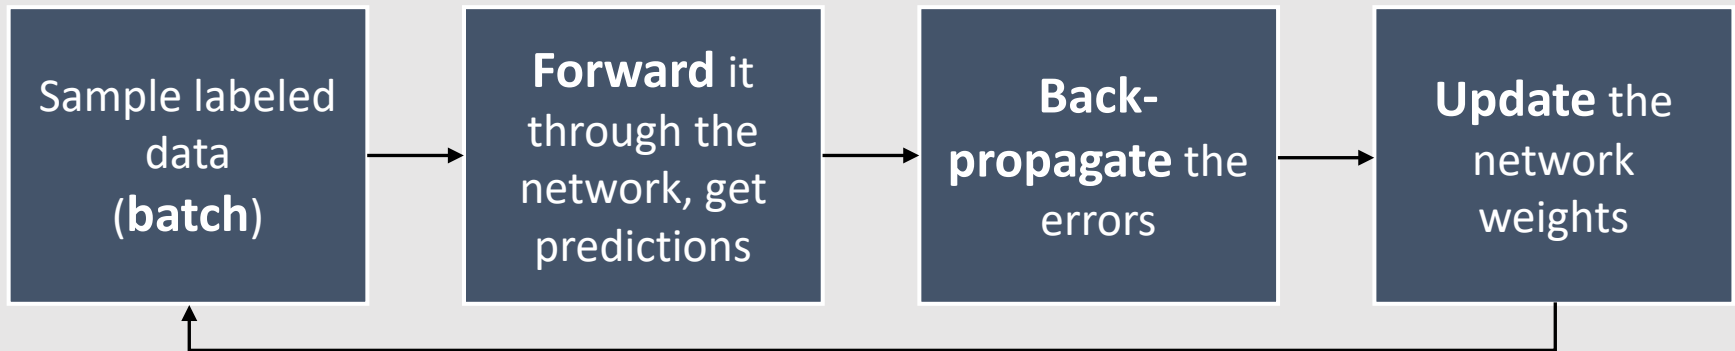 Sample labeled
data
(batch)
Forward it
through the
network, get
predictions
Back-
propagate the
errors
Update the
network
weights